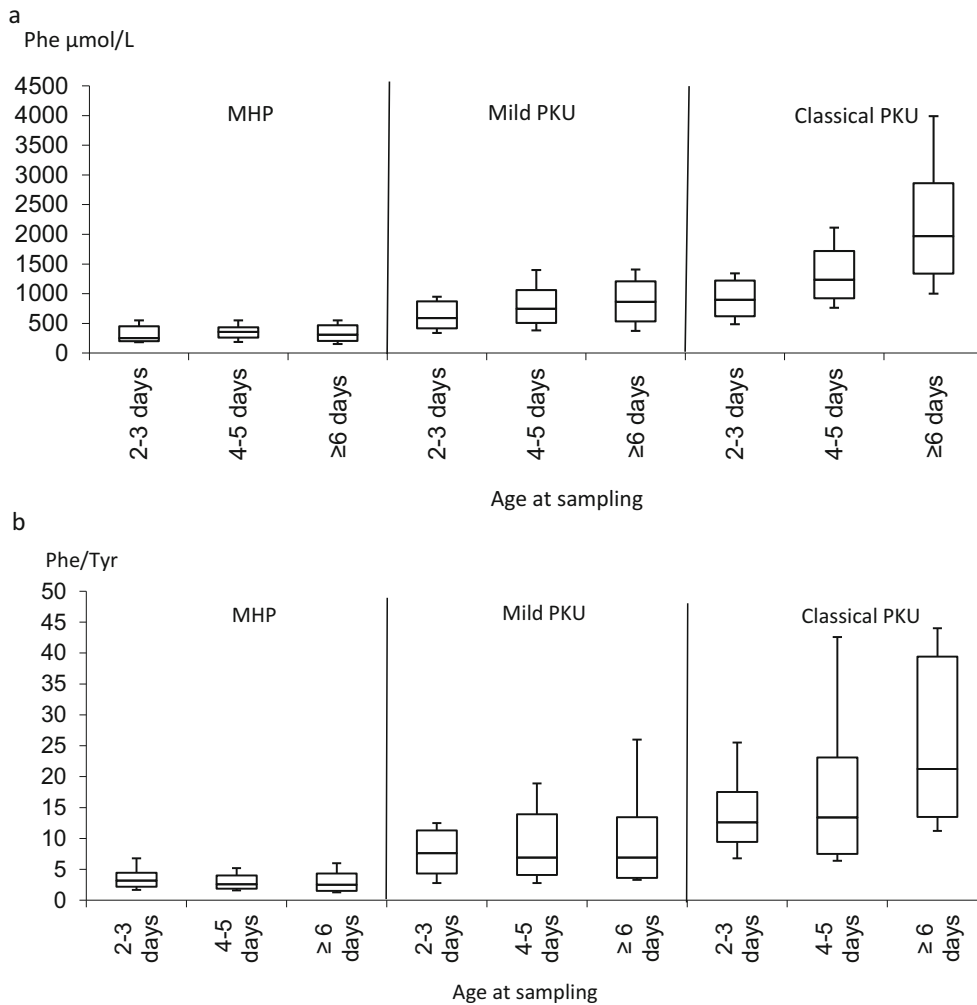 a
Phe µmol/L
4500
4000
3500
3000
2500
2000
1500
1000
500
0
MHP
Mild PKU
Classical PKU
2-3 days
4-5 days
≥6 days
2-3 days
4-5 days
≥6 days
2-3 days
4-5 days
≥6 days
Age at sampling
b
Phe/Tyr
50
45
40
35
30
25
20
15
10
5
0
MHP
Mild PKU
Classical PKU
2-3 days
4-5 days
≥ 6 days
2-3 days
4-5 days
≥ 6 days
2-3 days
4-5 days
≥ 6 days
Age at sampling